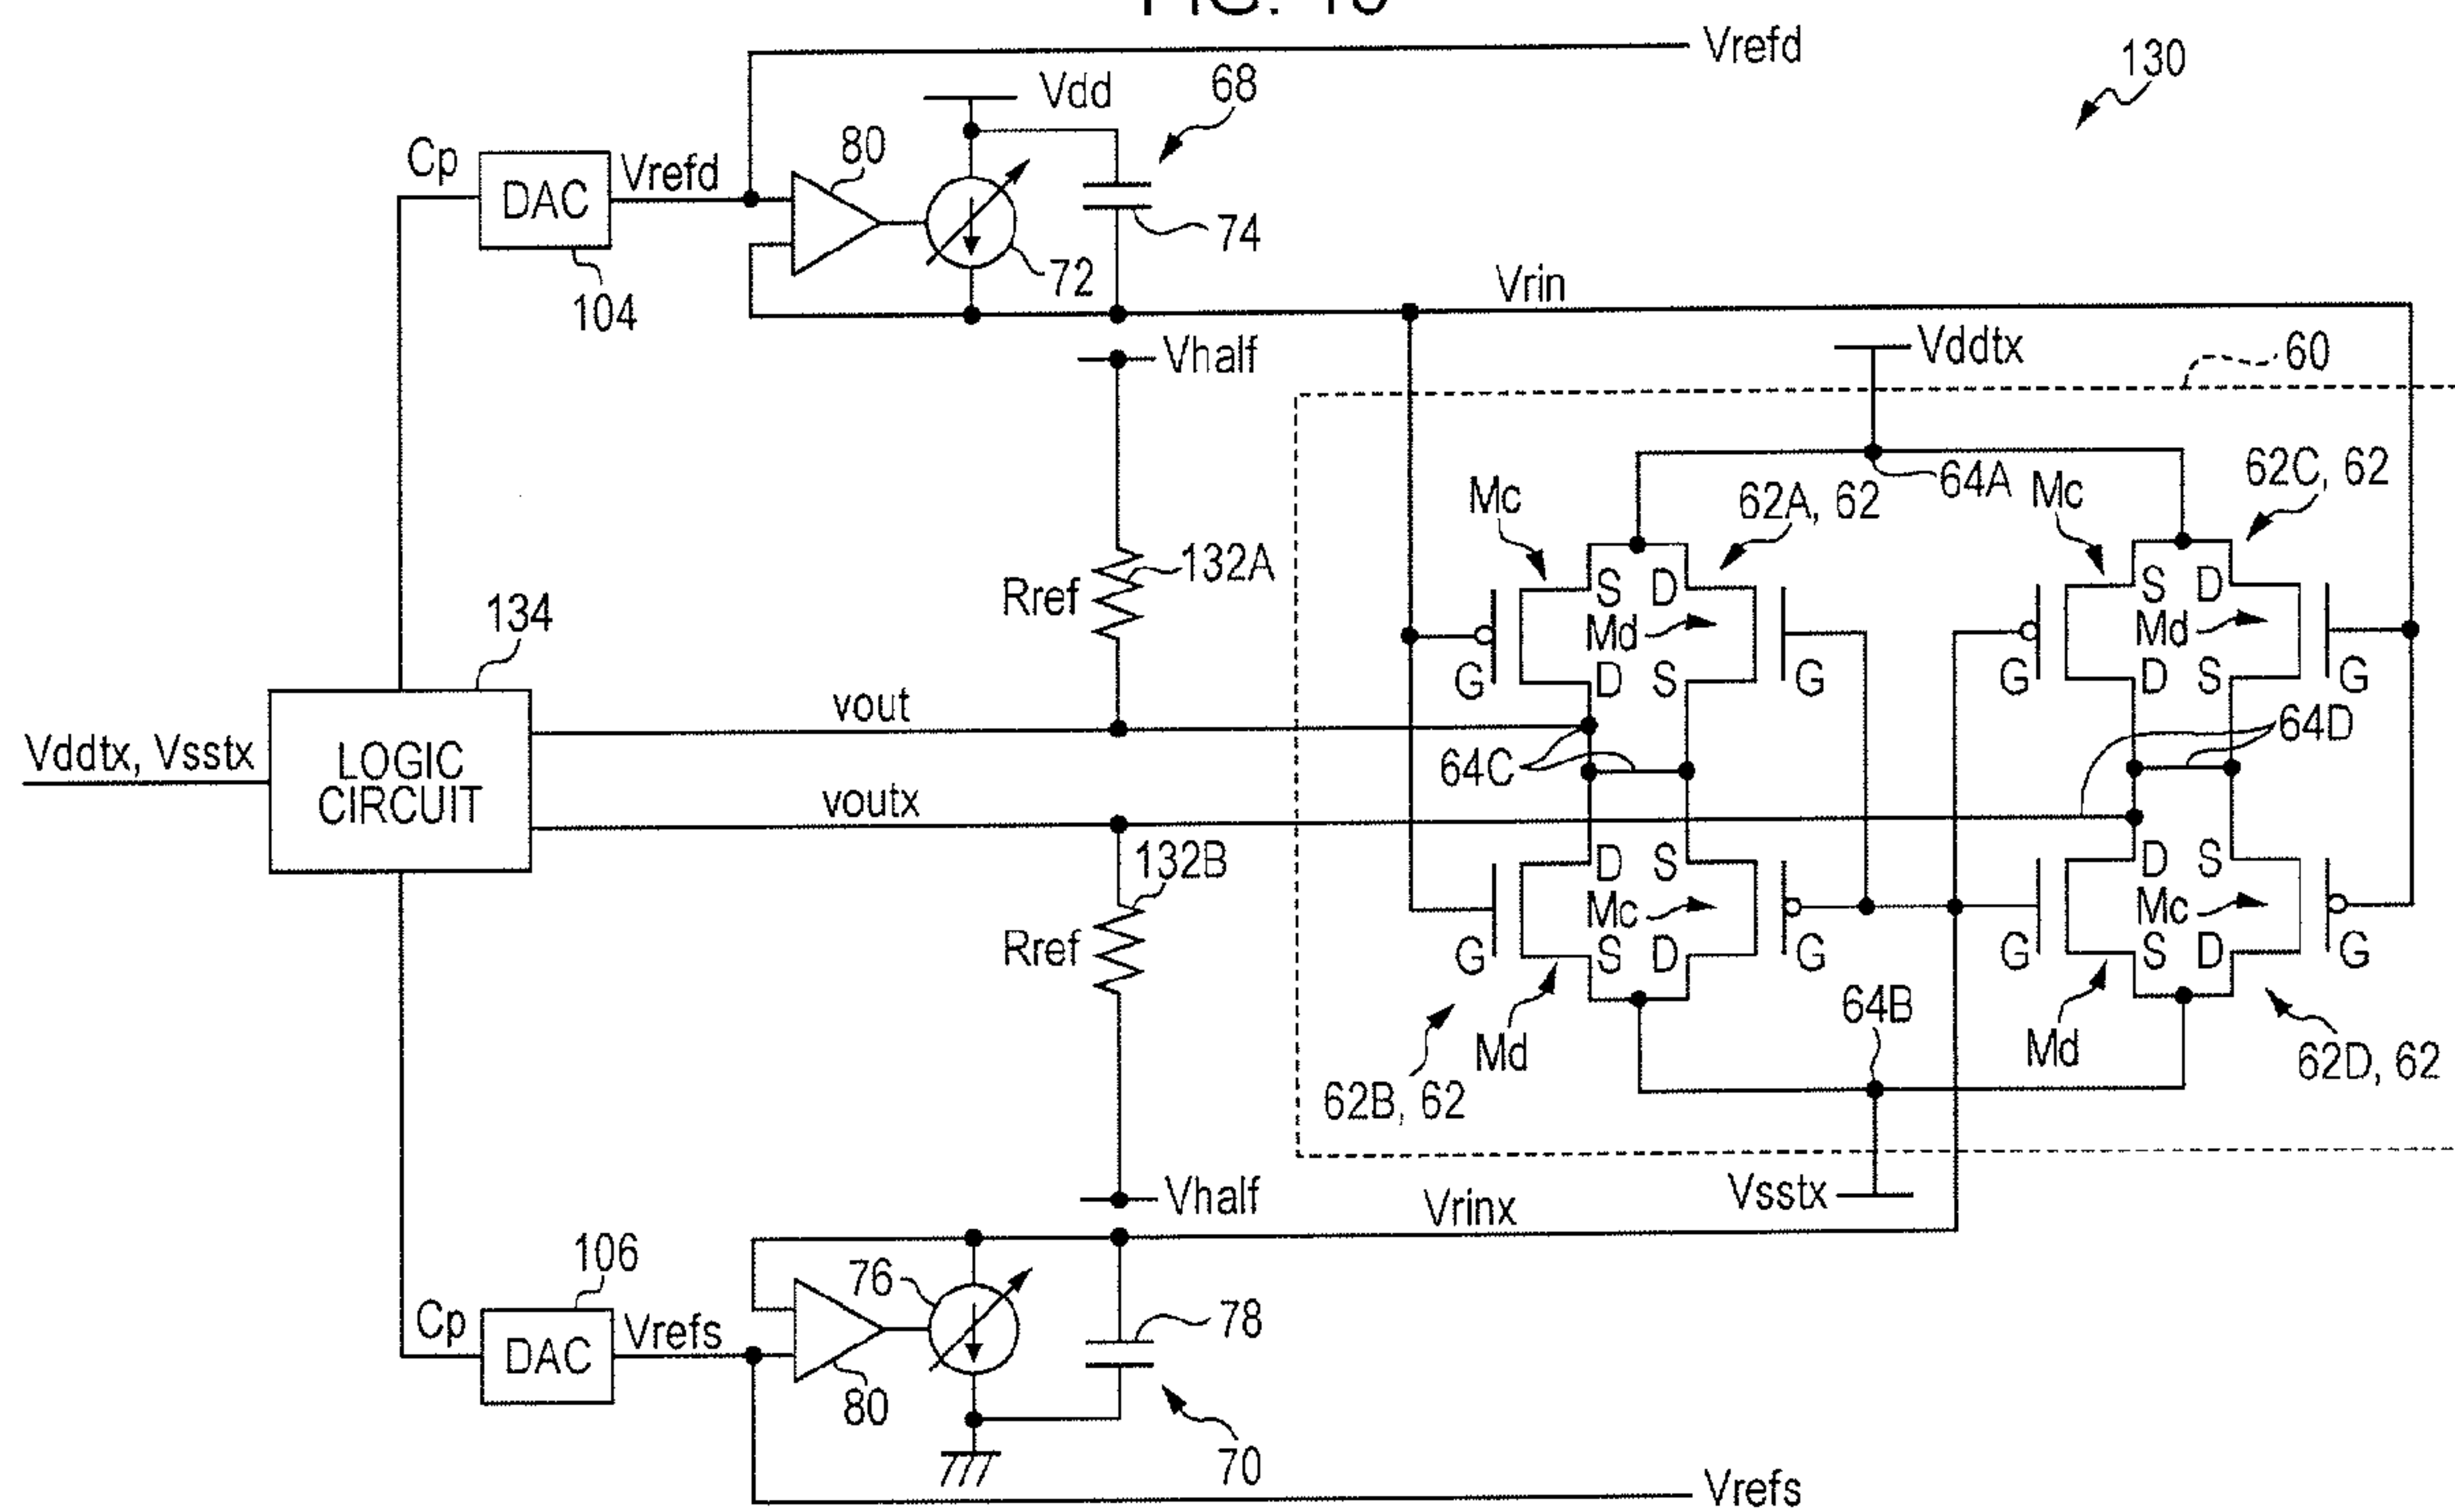 Vrefd
130
Vdd
68
80
Cp
DAC
Vrefd
74
72
104
Vrin
Vhalf
Vddtx
60
64A
62C, 62
Mc
62A, 62
Mc
132A
Rref
S D
S D
Md
Md
134
G
D S
G
G
D S
G
vout
64D
64C
Vddtx, Vsstx
LOGIC
CIRCUIT
voutx
132B
D S
D S
Rref
Mc
Mc
G
S D
G
G
S D
G
64B
Md
Md
62B, 62
62D, 62
Vhalf
Vsstx
Vrinx
106
76
78
Cp
DAC
Vrefs
80
70
Vrefs